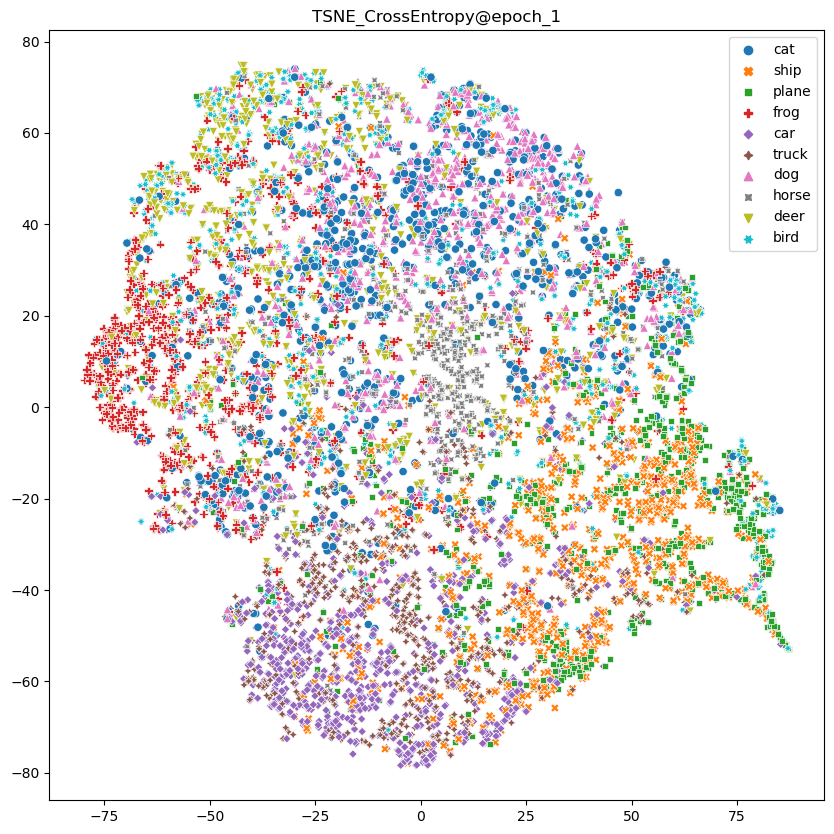 TSNE_CrossEntropy@epoch_1
cat
ship
plane
frog
car
truck
dog
horse
deer
bird
80
60
40
20
0
−20
−40
−60
−80
−75
−50
−25
0
25
50
75